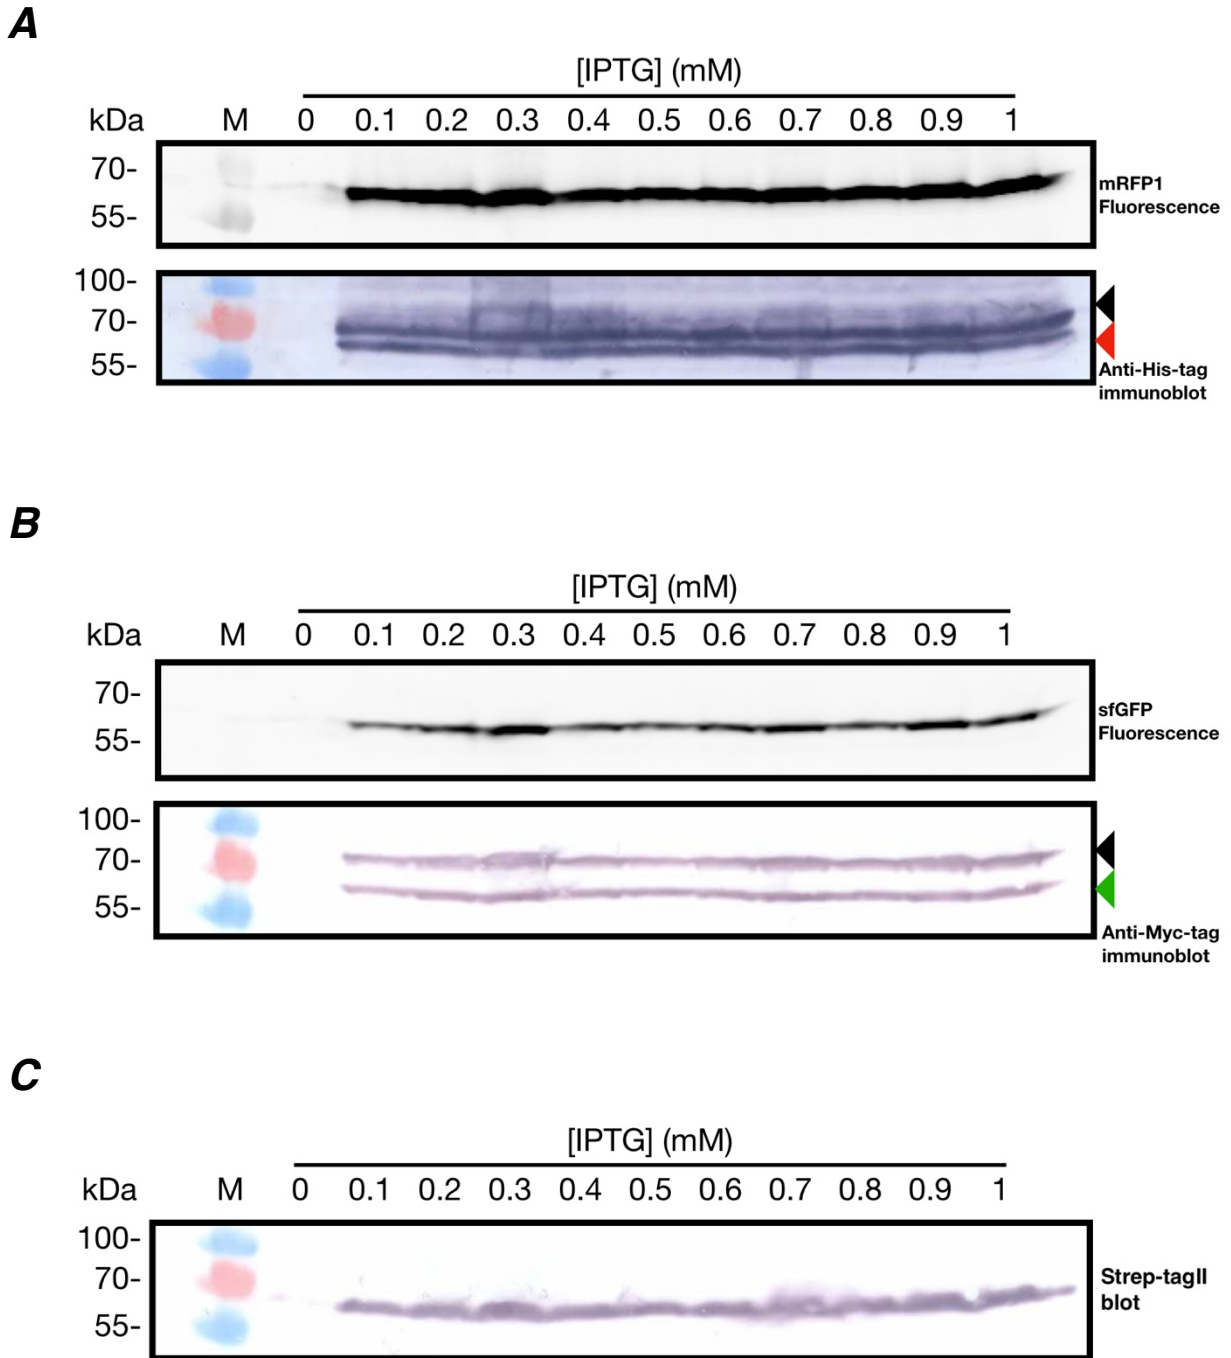 A
[IPTG] (mM)
kDa M 0 0.1 0.2 0.3 0.4 0.5 0.6 0.7 0.8 0.9 1
70-
55-
mRFP1
Fluorescence
100-
70-
55-
Anti-His-tag
immunoblot
B
[IPTG] (mM)
kDa M 0 0.1 0.2 0.3 0.4 0.5 0.6 0.7 0.8 0.9 1
70-
55-
sfGFP
Fluorescence
100-
70-
55-
Anti-Myc-tag
immunoblot
C
[IPTG] (mM)
kDa M 0 0.1 0.2 0.3 0.4 0.5 0.6 0.7 0.8 0.9 1
100-
70-
55-
Strep-tagII
blot